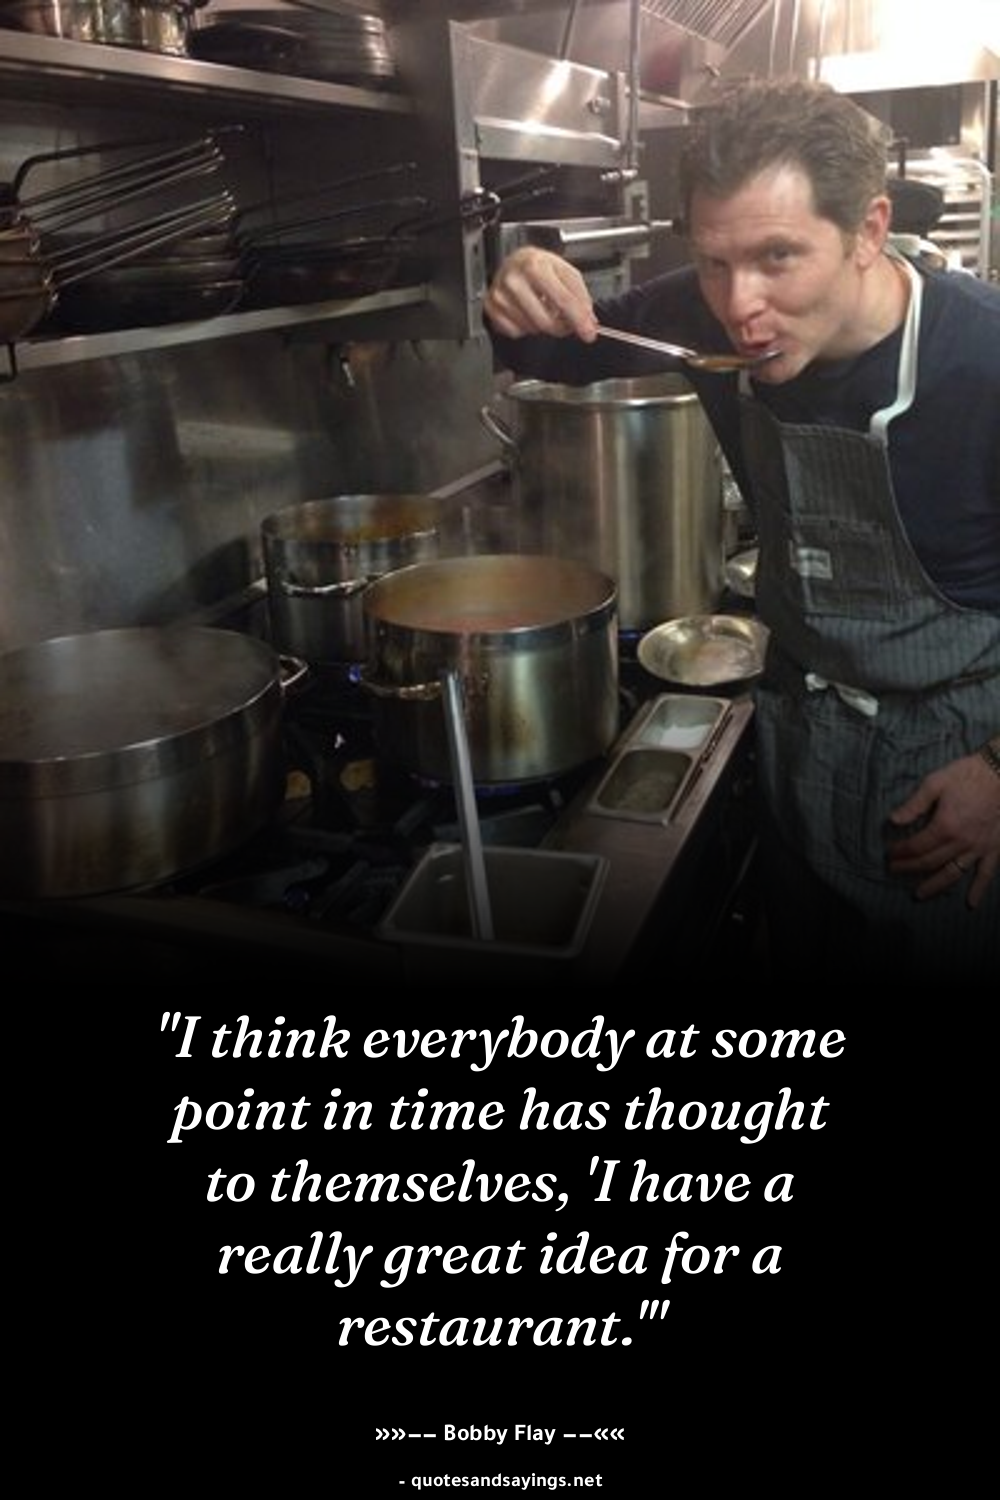 "I think everybody at some
point in time has thought
to themselves, 'I have a
really great idea for a
restaurant.'"
»»−− Bobby Flay −−««
- quotesandsayings.net